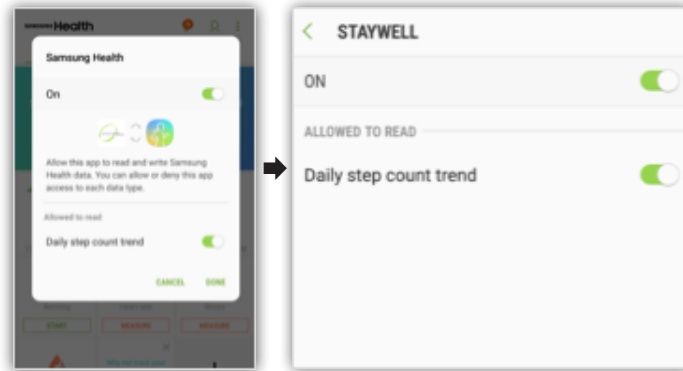 SAMSUNG Health
Samsung Health
On
Allow this app to read and write Samsung
Health data. You can allow or deny this app
access to each data type.
Allowed to read
Daily step count trend
CANCEL DONE
START MEASURE MEASURE
STAYWELL
ON
ALLOWED TO READ
Daily step count trend